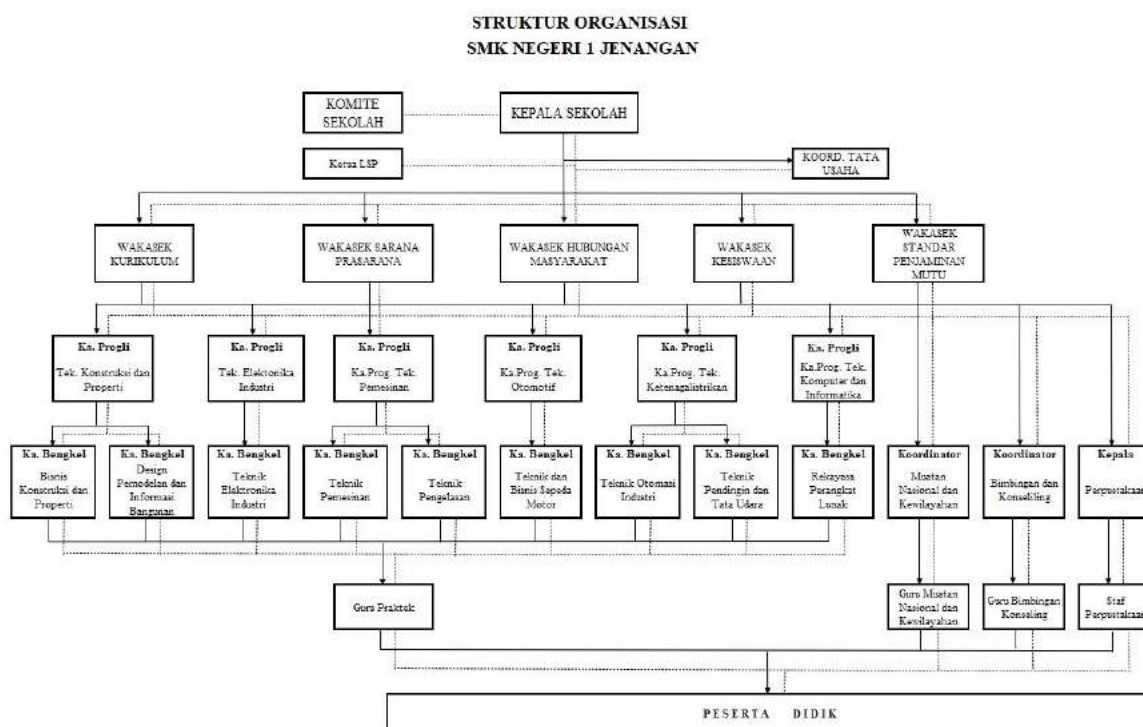 STRUKTUR ORGANISASI
SMK NEGERI 1 JENANGAN
KOMITE
SEKOLAH
KEPALA SEKOLAH
Ketua LSP
KOORD. TATA
USAHA
WAKASEK
KURIKULUM
WAKASEK SARANA
PRASARANA
WAKASEK HUBUNGAN
MASYARAKAT
WAKASEK
KESISWAAN
WAKASEK
STANDAR
PENJAMINAN
MUTU
Ka. Progli
Tek. Konstruksi dan
Properti
Ka. Progli
Tek. Elektonika
Industri
Ka. Progli
Ka.Prog. Tek.
Pemesinan
Ka. Progli
Ka.Prog. Tek.
Otomotif
Ka. Progli
Ka.Prog. Tek.
Ketenagalistrikan
Ka. Progli
Ka.Prog. Tek.
Komputer dan
Informatika
Ka. Bengkel
Bisnis
Konstruksi dan
Properti
Ka. Bengkel
Design
Pemodelan dan
Informasi
Bangunan
Ka. Bengkel
Teknik
Elektronika
Industri
Ka. Bengkel
Teknik
Pemesinan
Ka. Bengkel
Teknik
Pengelasan
Ka. Bengkel
Teknik dan
Bisnis Sepeda
Motor
Ka. Bengkel
Teknik Otomasi
Industri
Ka. Bengkel
Teknik
Pendingin dan
Tata Udara
Ka. Bengkel
Rekayasa
Perangkat
Lunak
Koordinator
Muatan
Nasional dan
Kewilayahan
Koordinator
Bimbingan dan
Konseliling
Kepala
Perpustakaan
Guru Praktek
Guru Muatan
Nasional dan
Kewilayahan
Guru Bimbingan
Konseling
Staf
Perpustakaan
PESERTA DIDIK